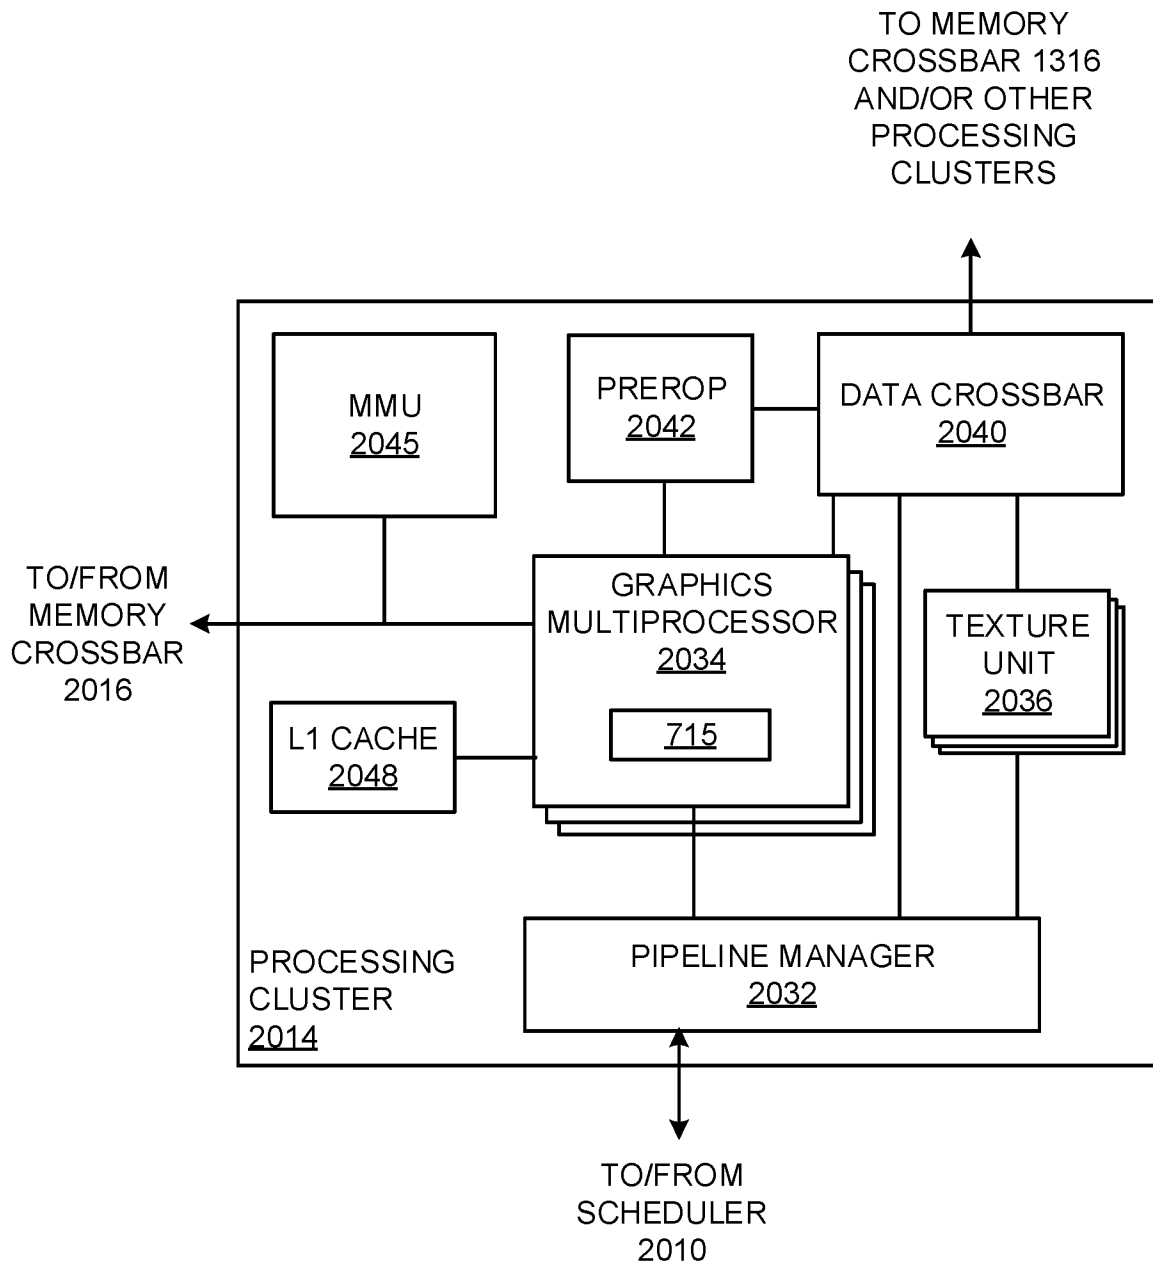 TO MEMORY
CROSSBAR 1316
AND/OR OTHER
PROCESSING
CLUSTERS
MMU
2045
PREROP
2042
DATA CROSSBAR
2040
TO/FROM
MEMORY
CROSSBAR
2016
GRAPHICS
MULTIPROCESSOR
2034
715
TEXTURE
UNIT
2036
L1 CACHE
2048
PROCESSING
CLUSTER
2014
PIPELINE MANAGER
2032
TO/FROM
SCHEDULER
2010